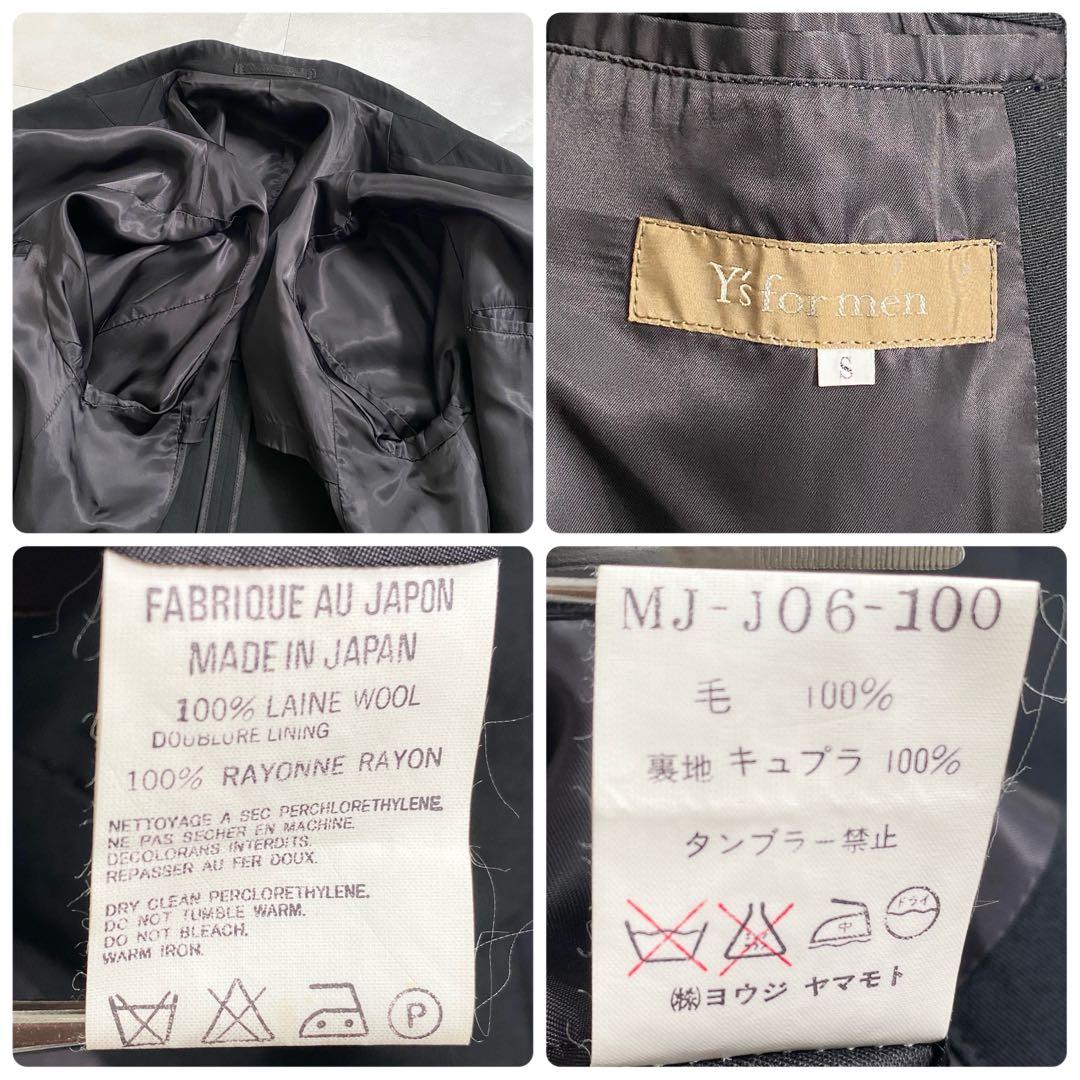 Y's for men
S
FABRIQUE AU JAPON
MADE IN JAPAN
100% LAINE WOOL
DOUBLURE LINING
100% RAYONNE RAYON
NETTOYAGE A SEC PERCHLORETHYLENE.
NE PAS SECHER EN MACHINE.
DECOLORANS INTERDITS.
REPASSER AU FER DOUX.
DRY CLEAN PERCLORETHYLENE.
DO NOT TUMBLE WARM.
DO NOT BLEACH.
WARM IRON.
P
MJ-J06-100
毛 100%
裏地 キュプラ 100%
タンブラー禁止
中
ドライ
㈱ヨウジ ヤマモト